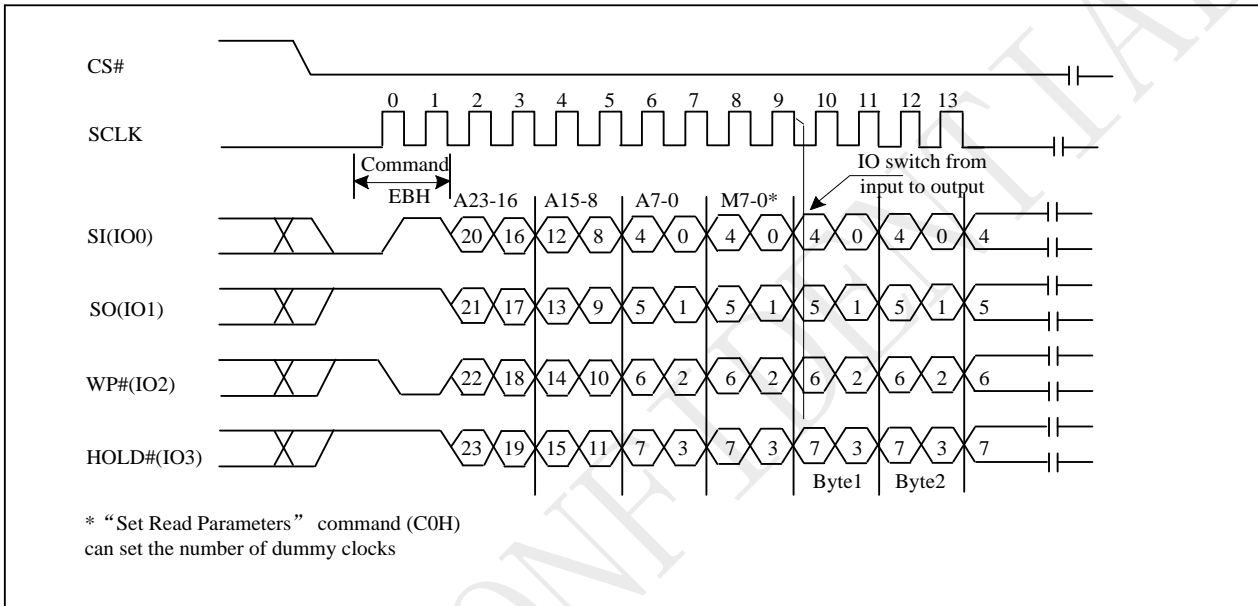 CS#
0 1 2 3 4 5 6 7 8 9 10 11 12 13
SCLK
Command
EBH
IO switch from
input to output
A23-16 A15-8 A7-0 M7-0*
SI(IO0) 20 16 12 8 4 0 4 0 4 0 4 0 4
SO(IO1) 21 17 13 9 5 1 5 1 5 1 5 1 5
WP#(IO2) 22 18 14 10 6 2 6 2 6 2 6 2 6
HOLD#(IO3) 23 19 15 11 7 3 7 3 7 3 7 3 7
Byte1 Byte2
* “Set Read Parameters” command (C0H)
can set the number of dummy clocks